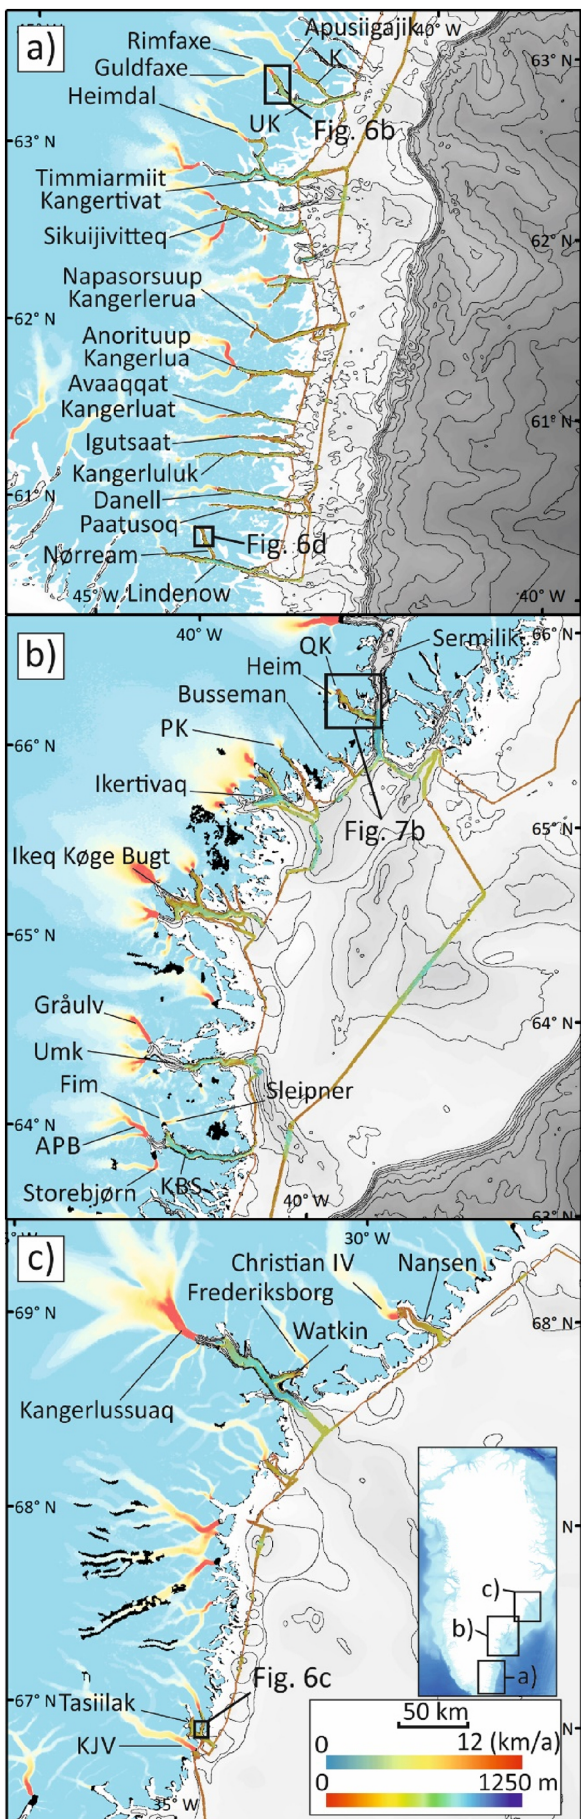 a)
Apusiigajik
40° W
Rimfaxe
63° N
Guldfaxe
K
Heimdal
UK
Fig. 6b
63° N
Timmiarmiit
Kangertivat
Sikuijivitteq
62° N
Napasorsuup
Kangerlerua
62° N
Anorituup
Kangerlua
Avaaqqat
Kangerluat
61° N
Igutsaat
Kangerluluk
61° N
Danell
Paatusoq
Fig. 6d
Nørream
45° W
Lindenow
40° W
b)
40° W
66° N
QK
Sermilik
Heim
Busseman
PK
66° N
Ikertivaq
Fig. 7b
65° N
Ikeq Køge Bugt
65° N
Gråulv
64° N
Umk
Fim
Sleipner
64° N
APB
Storebjørn
KBS
40° W
c)
30° W
Christian IV
Nansen
Frederiksborg
69° N
68° N
Watkin
Kangerlussuaq
68° N
c)
b)
a)
67° N
Fig. 6c
Tasiilak
KJV
50 km
0 12 (km/a)
0 1250 m
35° W